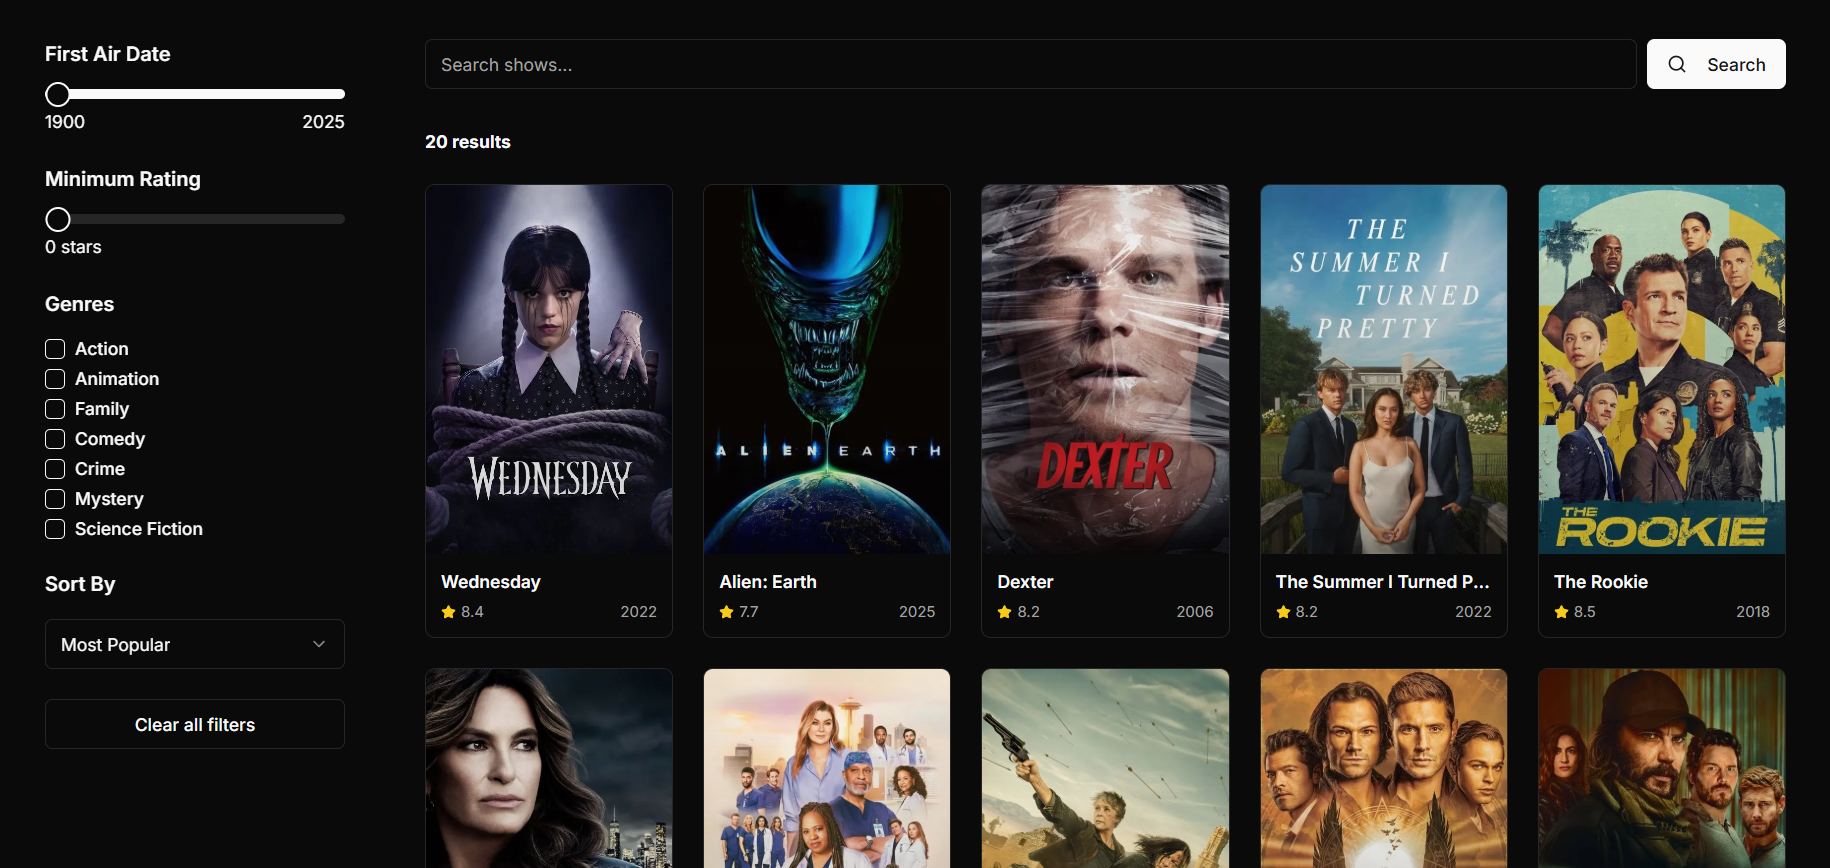 First Air Date
1900 2025
Minimum Rating
0 stars
Genres
Action
Animation
Family
Comedy
Crime
Mystery
Science Fiction
Sort By
Most Popular
Clear all filters
Search shows...
Search
20 results
WEDNESDAY
Wednesday
8.4 2022
ALIEN EARTH
Alien: Earth
7.7 2025
DEXTER
Dexter
8.2 2006
THE
SUMMER I
TURNED
PRETTY
The Summer I Turned P...
8.2 2022
THE
ROOKIE
The Rookie
8.5 2018